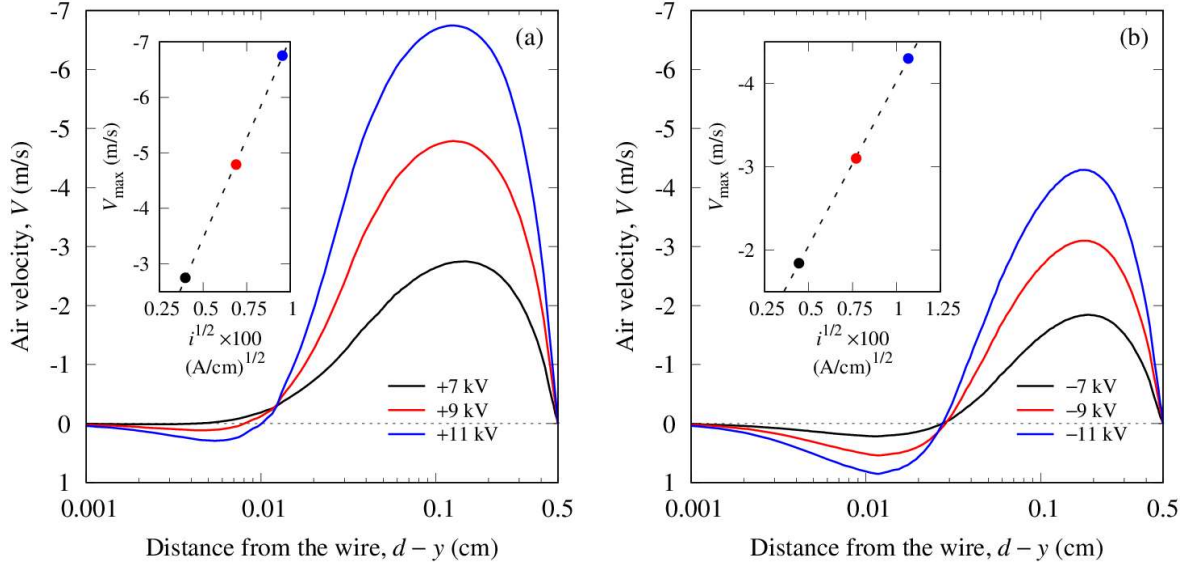 (a)
-7
-6
-5
-4
-3
-2
-1
0
1
Air velocity, V (m/s)
0.001
0.01
0.1
0.5
Distance from the wire, d − y (cm)
+7 kV
+9 kV
+11 kV
-7
-6
-5
-4
-3
V_max (m/s)
0.25
0.5
0.75
1
i^{1/2} ×100
(A/cm)^{1/2}
(b)
-7
-6
-5
-4
-3
-2
-1
0
1
Air velocity, V (m/s)
0.001
0.01
0.1
0.5
Distance from the wire, d − y (cm)
−7 kV
−9 kV
−11 kV
-4
-3
-2
V_max (m/s)
0.25
0.5
0.75
1
1.25
i^{1/2} ×100
(A/cm)^{1/2}